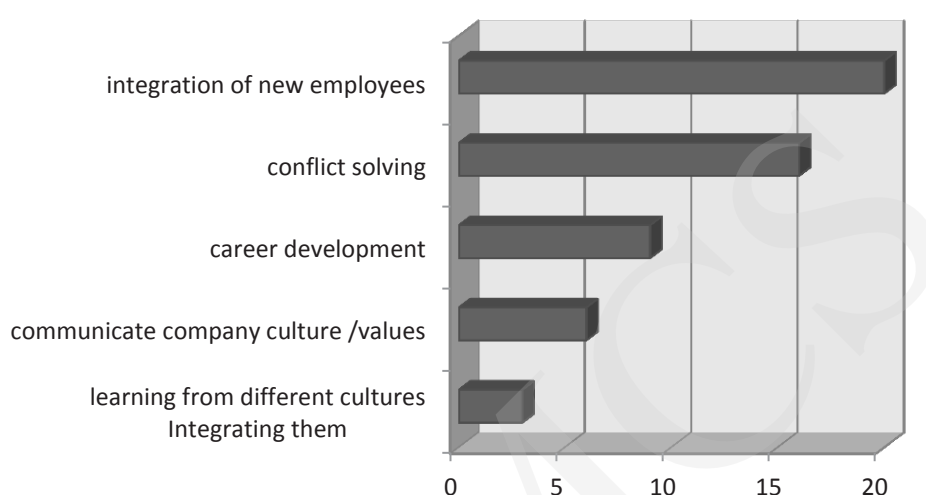 integration of new employees
conflict solving
career development
communicate company culture /values
learning from different cultures
Integrating them
0 5 10 15 20